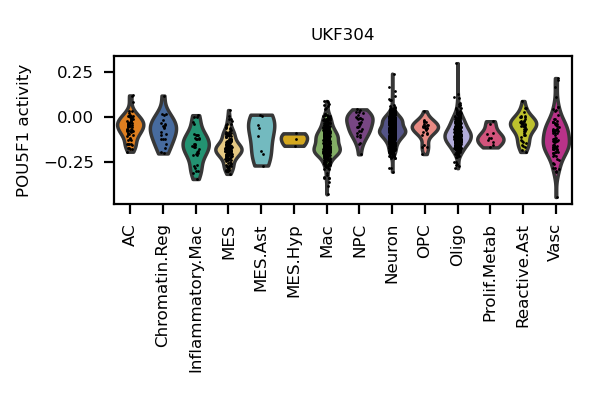 UKF304
POU5F1 activity
0.25
0.00
−0.25
AC
Chromatin.Reg
Inflammatory.Mac
MES
MES.Ast
MES.Hyp
Mac
NPC
Neuron
OPC
Oligo
Prolif.Metab
Reactive.Ast
Vasc